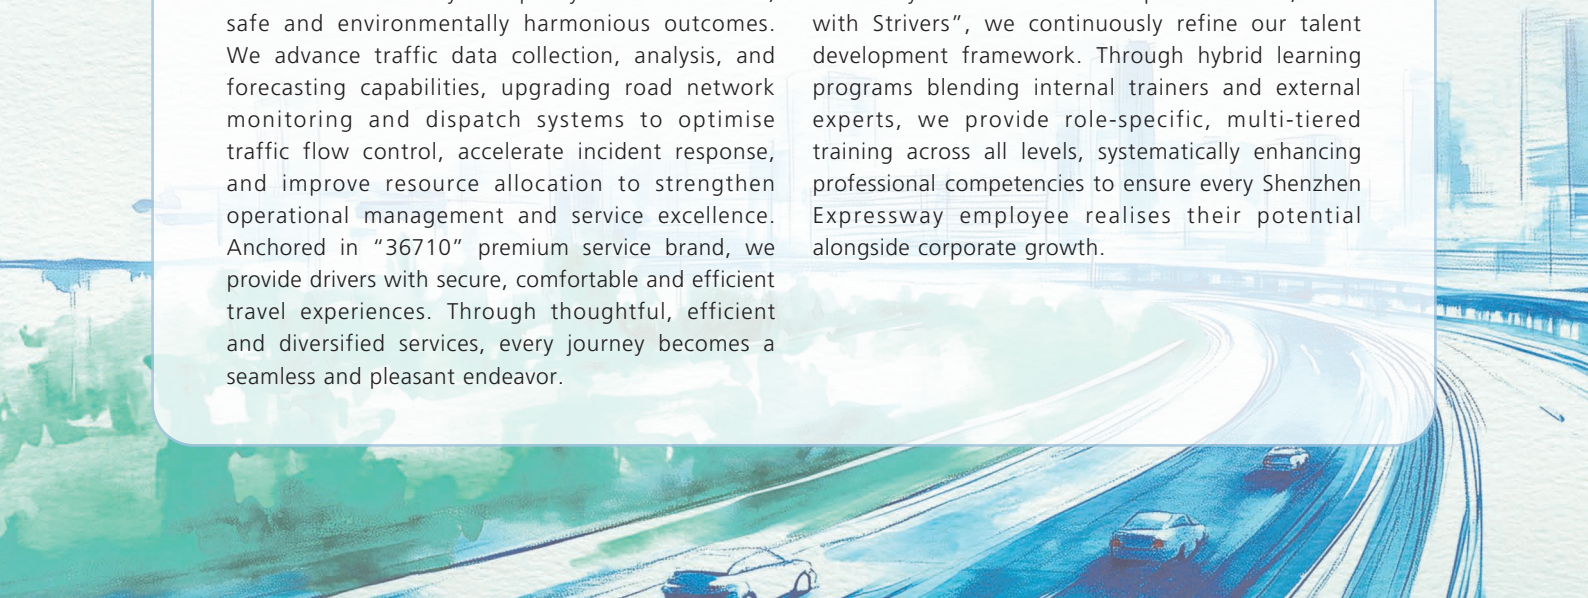 safe and environmentally harmonious outcomes.
We advance traffic data collection, analysis, and
forecasting capabilities, upgrading road network
monitoring and dispatch systems to optimise
traffic flow control, accelerate incident response,
and improve resource allocation to strengthen
operational management and service excellence.
Anchored in “36710” premium service brand, we
provide drivers with secure, comfortable and efficient
travel experiences. Through thoughtful, efficient
and diversified services, every journey becomes a
seamless and pleasant endeavor.
with Strivers”, we continuously refine our talent
development framework. Through hybrid learning
programs blending internal trainers and external
experts, we provide role-specific, multi-tiered
training across all levels, systematically enhancing
professional competencies to ensure every Shenzhen
Expressway employee realises their potential
alongside corporate growth.